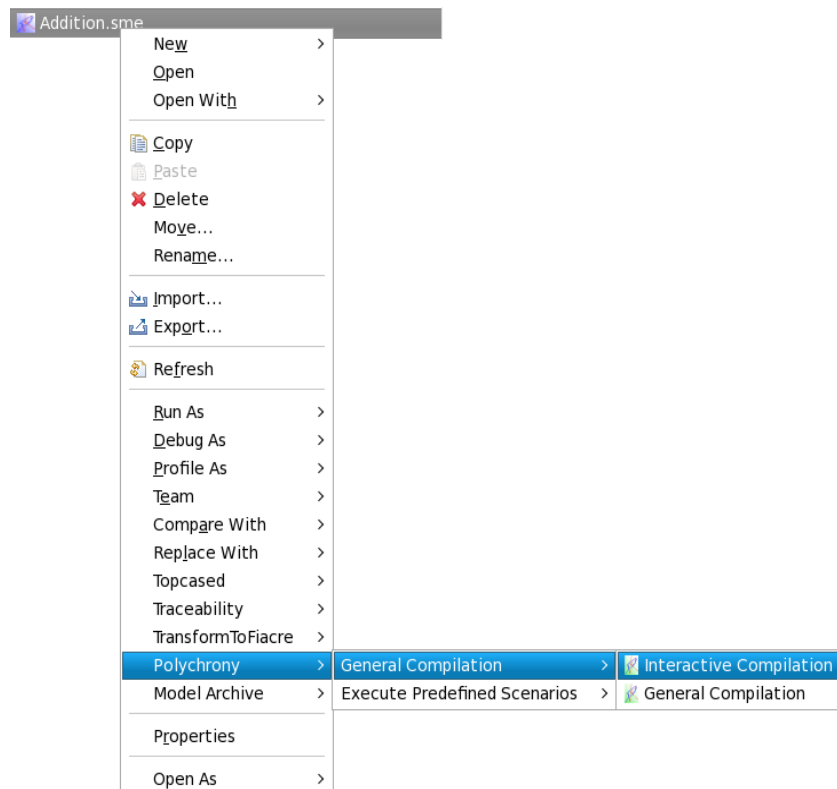 Addition.sme
New
Open
Open With
Copy
Paste
Delete
Move...
Rename...
Import...
Export...
Refresh
Run As
Debug As
Profile As
Team
Compare With
Replace With
Topcased
Traceability
TransformToFiacre
Polychrony General Compilation Interactive Compilation
Model Archive Execute Predefined Scenarios General Compilation
Properties
Open As